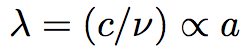 λ = (c/ν) ∝ a